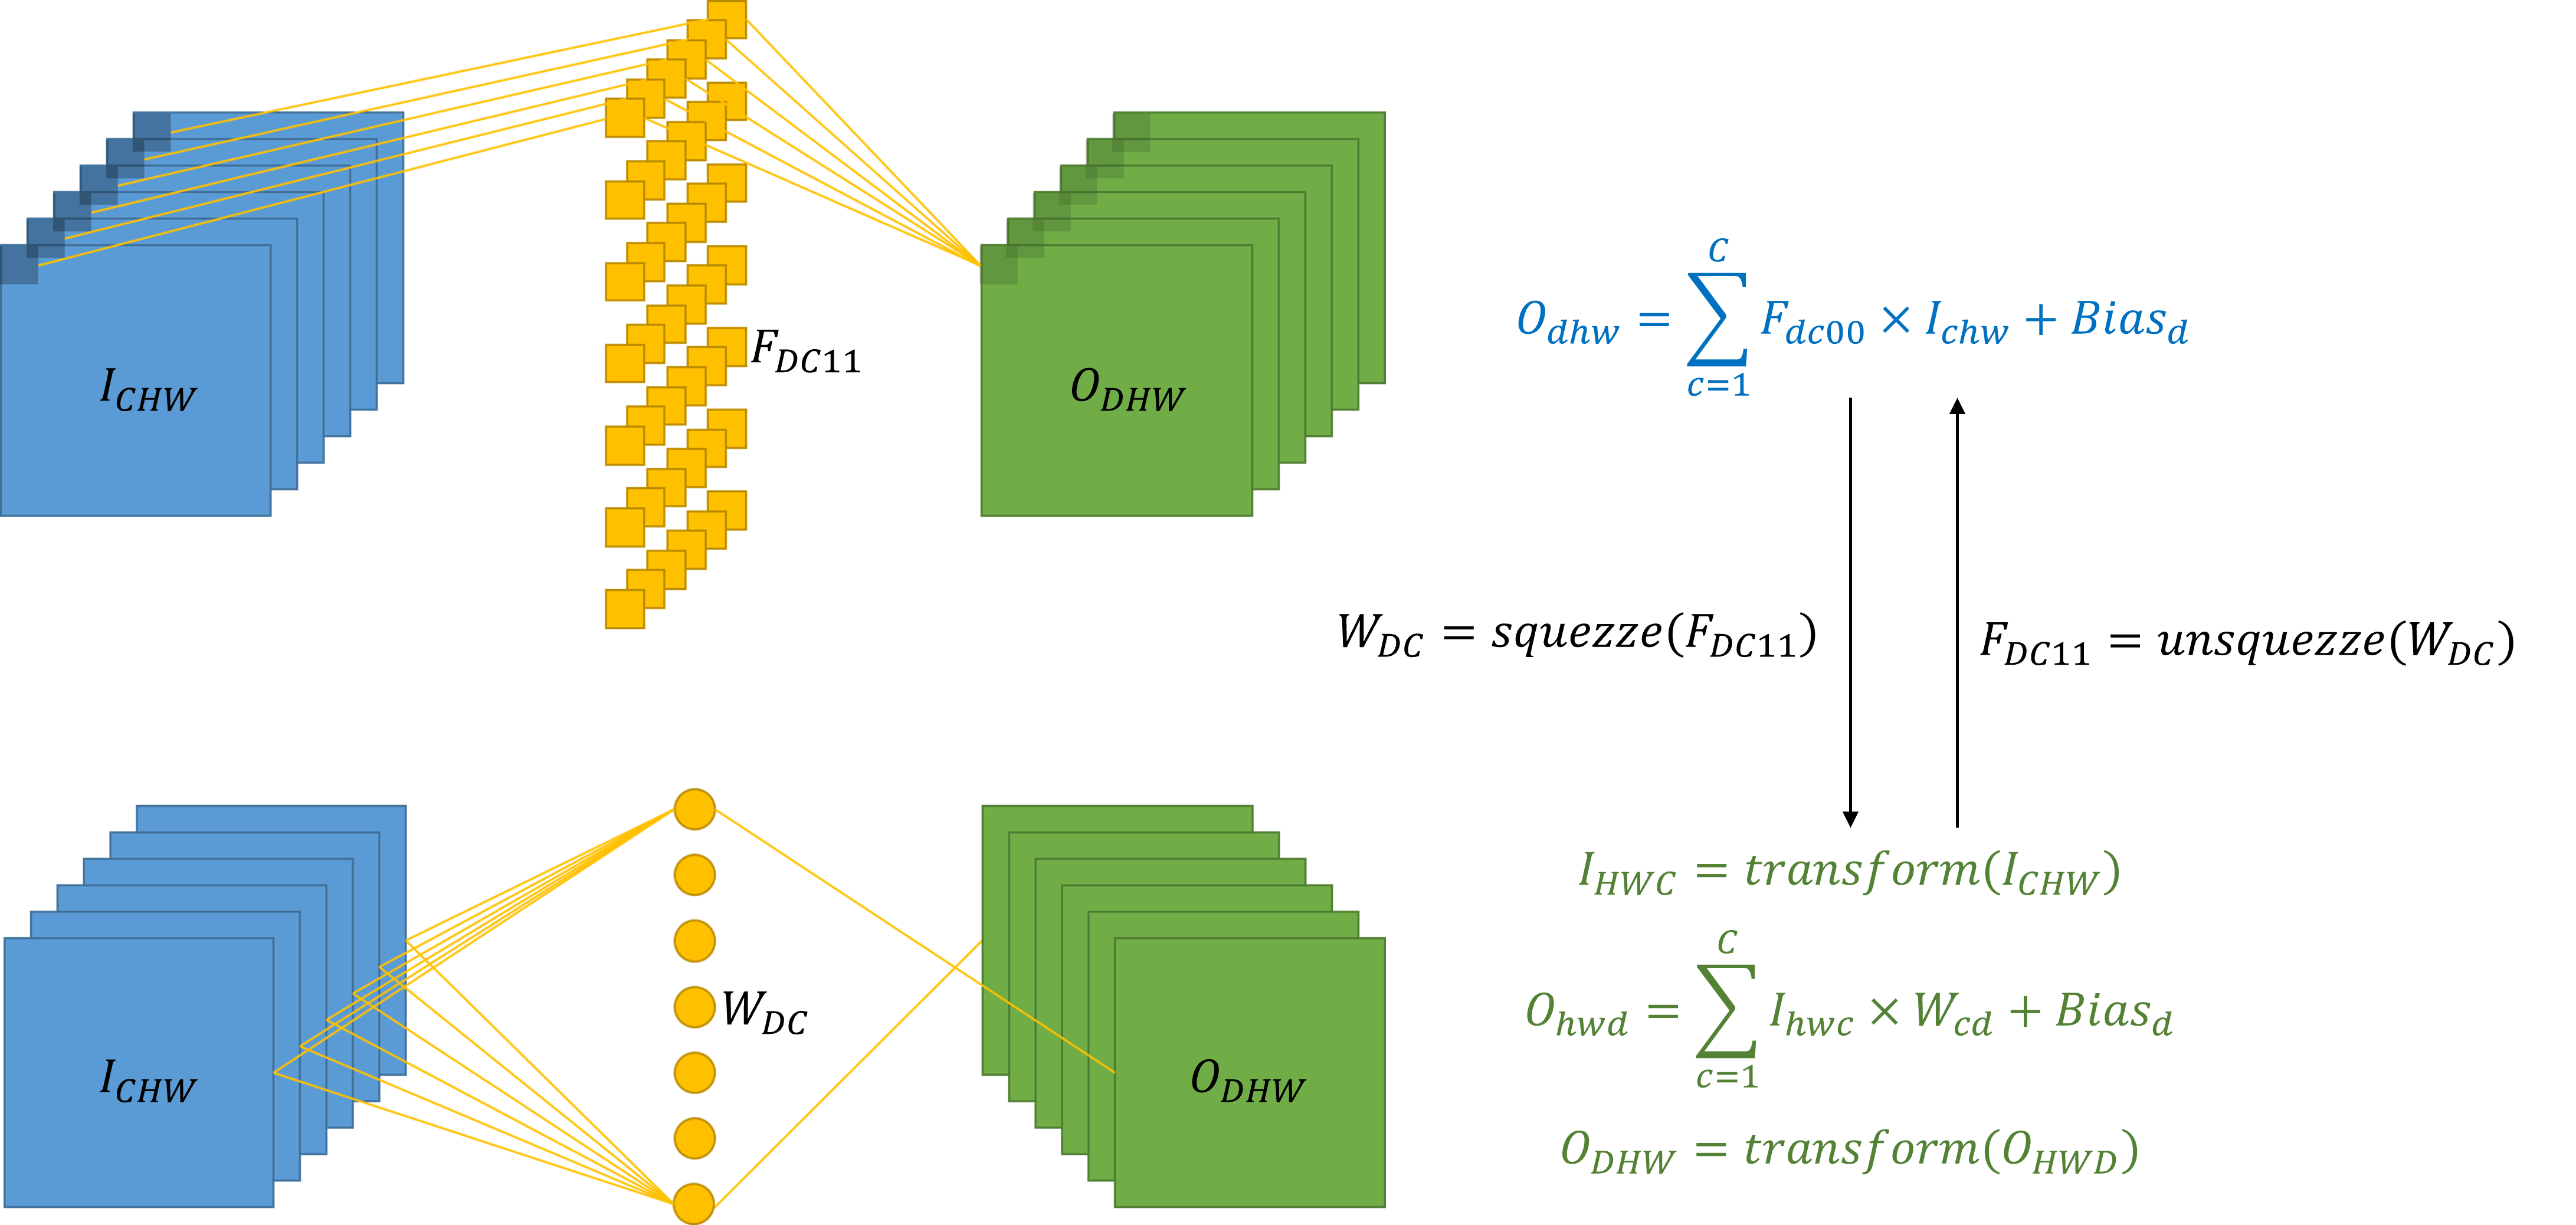 I_{CHW}
F_{DC11}
O_{DHW}
O_{dhw} = \sum_{c=1}^{C} F_{dc00} × I_{chw} + Bias_d
W_{DC} = squezze(F_{DC11})
F_{DC11} = unsquezze(W_{DC})
I_{CHW}
W_{DC}
O_{DHW}
I_{HWC} = transform(I_{CHW})
O_{hwd} = \sum_{c=1}^{C} I_{hwc} × W_{cd} + Bias_d
O_{DHW} = transform(O_{HWD})